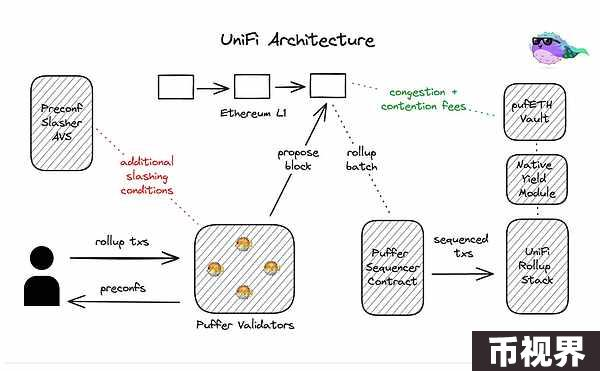 UniFi Architecture
Preconf
Slasher
AVS
Ethereum L1
congestion +
contention fees
pufETH
Vault
additional
slashing
conditions
propose
block
rollup
batch
Native
Yield
Module
rollup txs
preconfs
Puffer Validators
Puffer
Sequencer
Contract
sequenced
txs
UniFi
Rollup
Stack
币视界